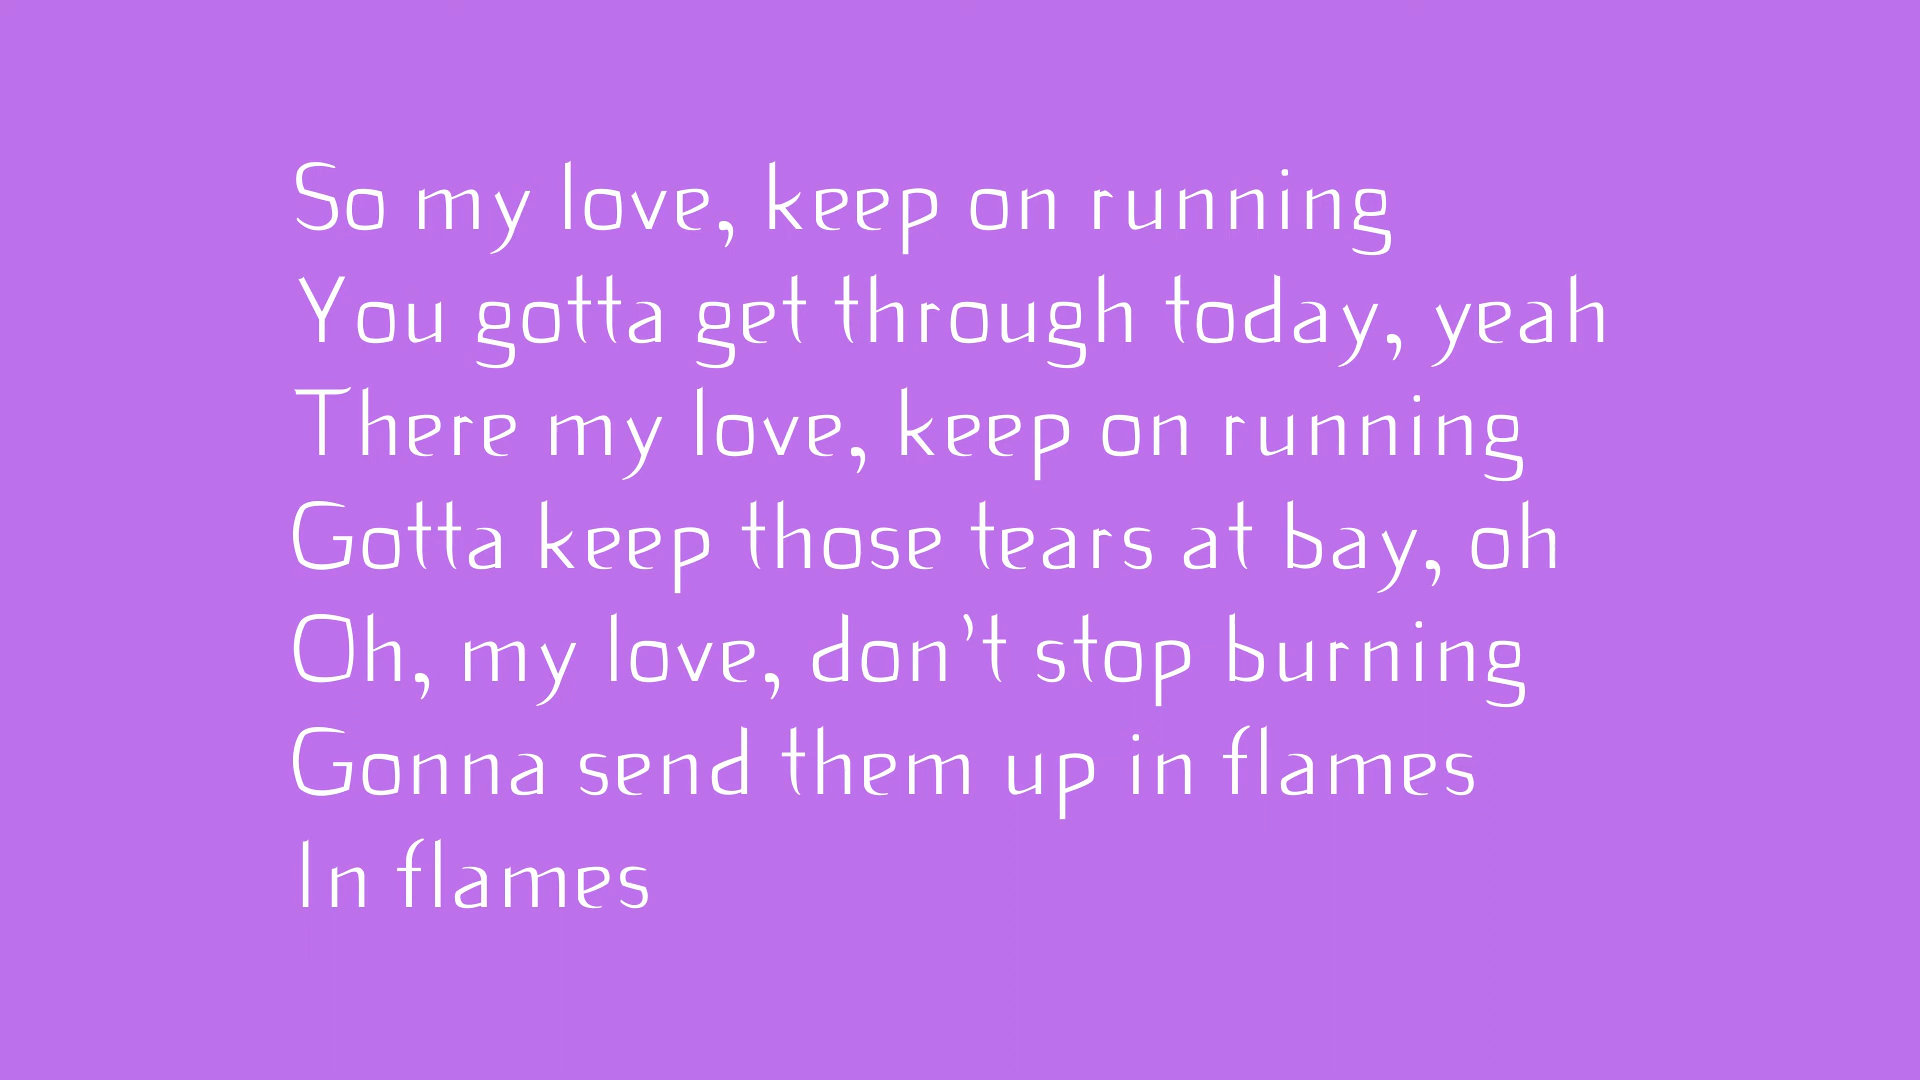 So my love, keep on running
You gotta get through today, yeah
There my love, keep on running
Gotta keep those tears at bay, oh
Oh, my love, don't stop burning
Gonna send them up in flames
In flames